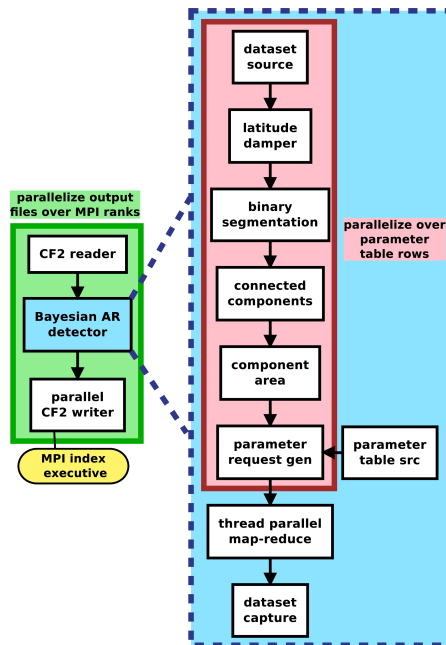 parallelize output
files over MPI ranks
CF2 reader
Bayesian AR
detector
parallel
CF2 writer
MPI index
executive
dataset
source
latitude
damper
binary
segmentation
connected
components
component
area
parameter
request gen
thread parallel
map-reduce
dataset
capture
parallelize over
parameter
table rows
parameter
table src